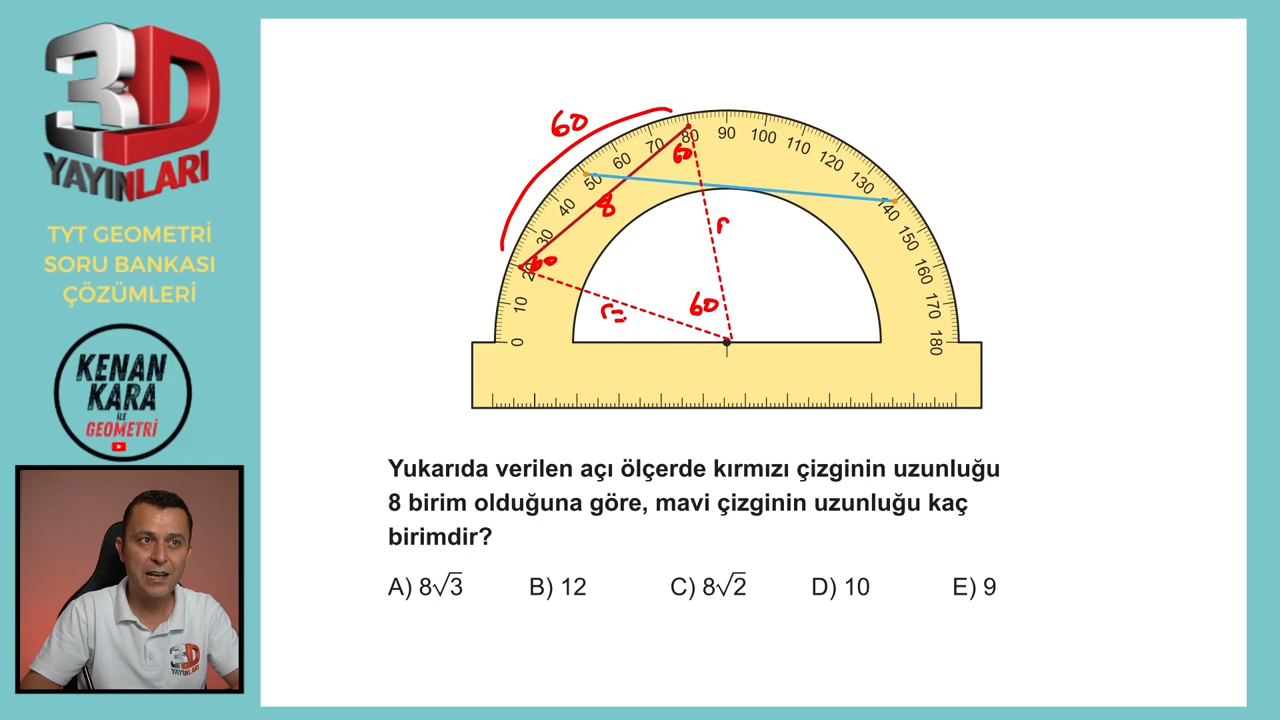 3D
YAYINLARI
TYT GEOMETRİ
SORU BANKASI
ÇÖZÜMLERİ
KENAN
KARA
İLE
GEOMETRİ
3D
YAYINLARI
60
0 10 20 30 40 50 60 70 80 90 100 110 120 130 140 150 160 170 180
60
8
60
r
60
r=
Yukarıda verilen açı ölçerde kırmızı çizginin uzunluğu
8 birim olduğuna göre, mavi çizginin uzunluğu kaç
birimdir?
A) 8√3 B) 12 C) 8√2 D) 10 E) 9